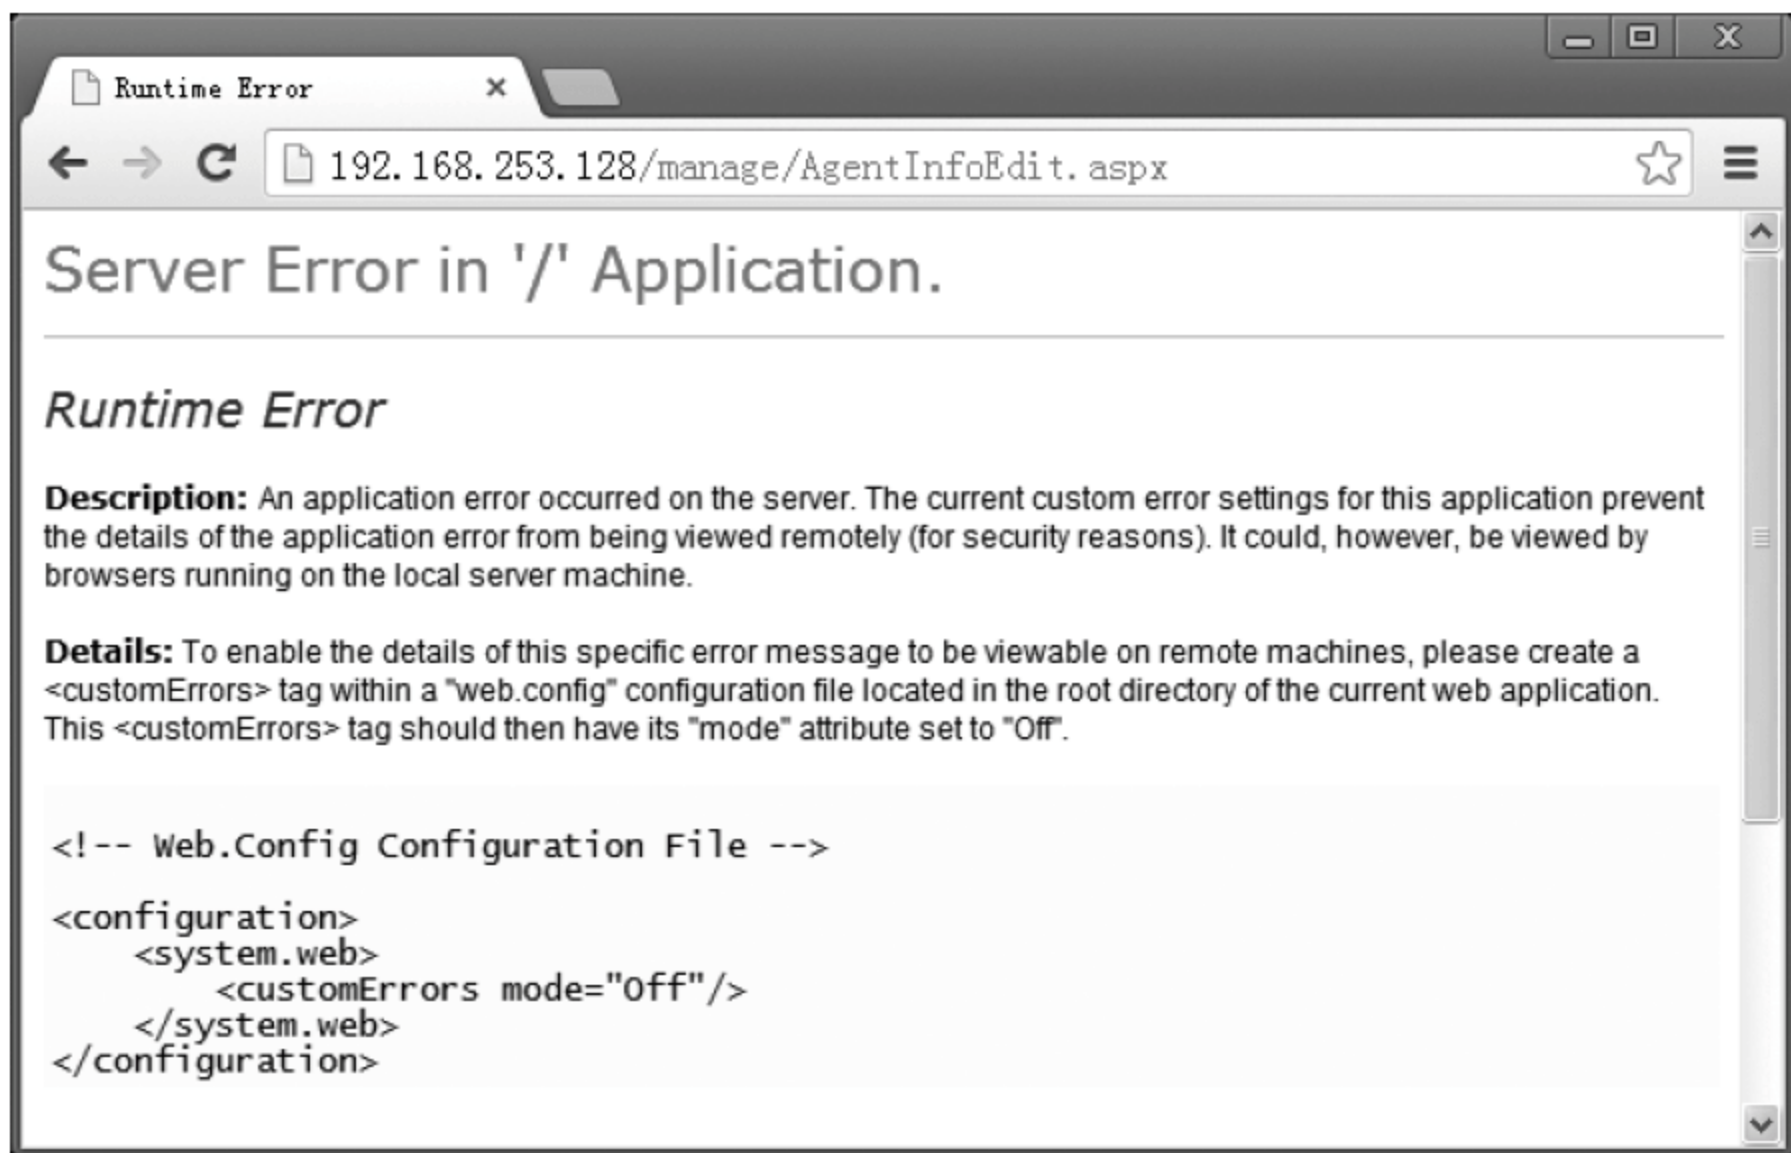 Runtime Error
192.168.253.128/manage/AgentInfoEdit.aspx
Server Error in '/' Application.
Runtime Error
Description: An application error occurred on the server. The current custom error settings for this application prevent
the details of the application error from being viewed remotely (for security reasons). It could, however, be viewed by
browsers running on the local server machine.
Details: To enable the details of this specific error message to be viewable on remote machines, please create a
<customErrors> tag within a "web.config" configuration file located in the root directory of the current web application.
This <customErrors> tag should then have its "mode" attribute set to "Off".
<!-- Web.Config Configuration File -->
<configuration>
    <system.web>
        <customErrors mode="Off"/>
    </system.web>
</configuration>